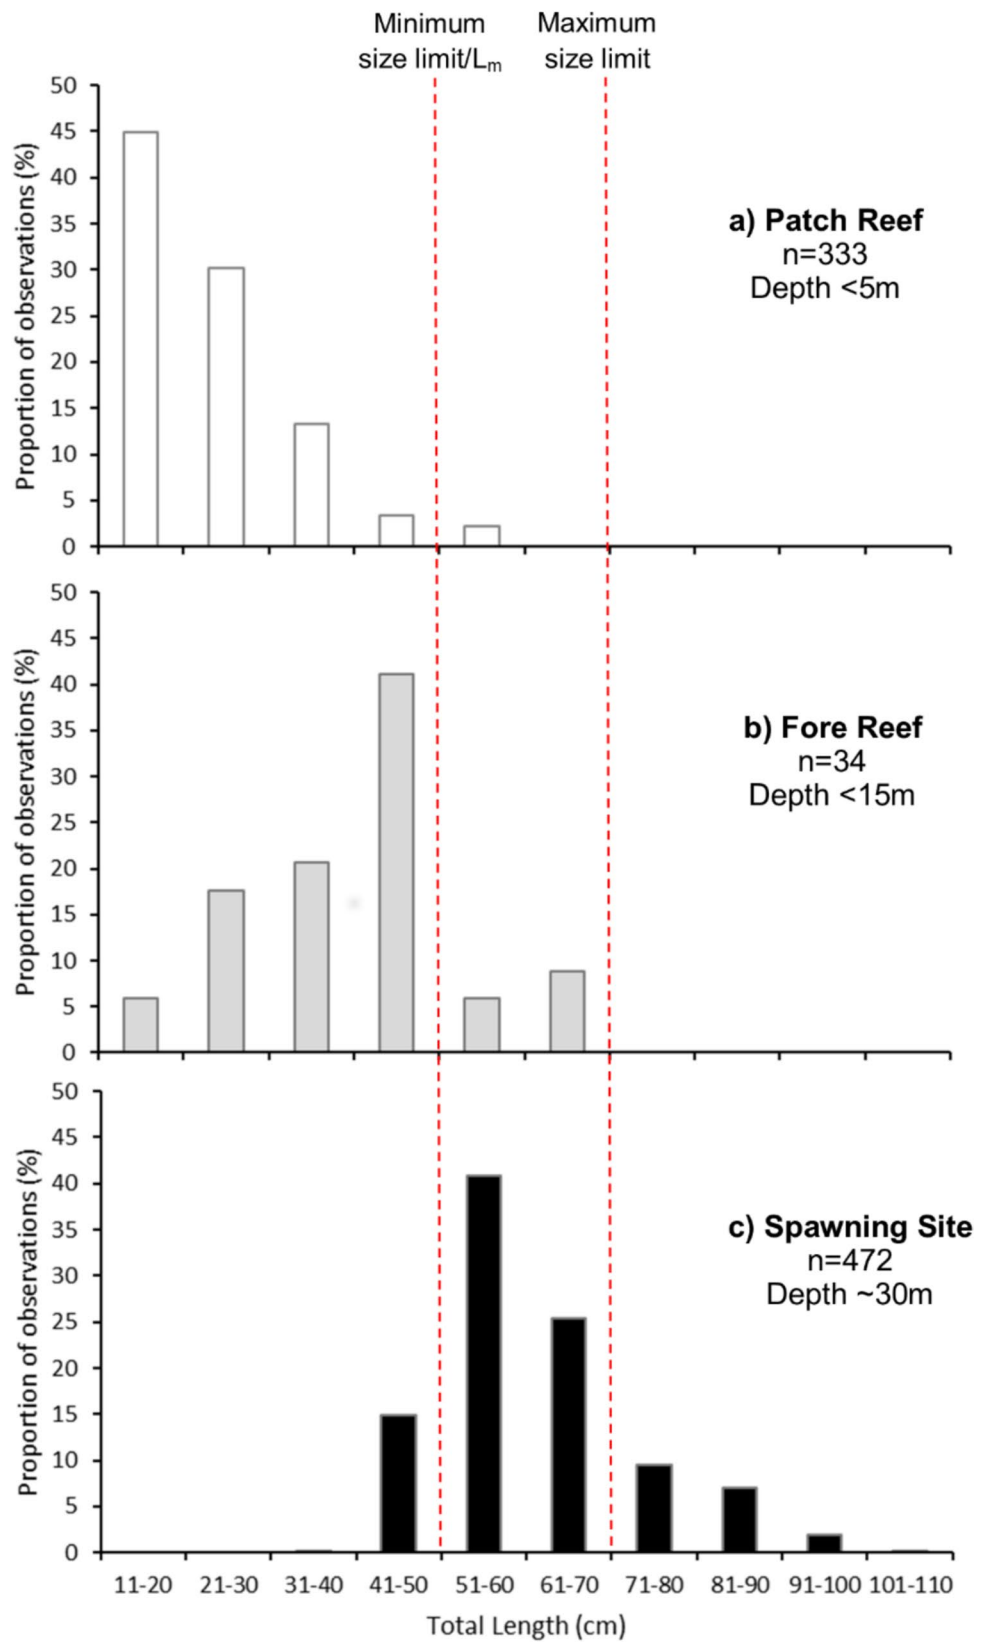 Minimum
size limit/Lm
Maximum
size limit
50
45
40
35
30
25
20
15
10
5
0
Proportion of observations (%)
a) Patch Reef
n=333
Depth <5m
50
45
40
35
30
25
20
15
10
5
0
Proportion of observations (%)
b) Fore Reef
n=34
Depth <15m
50
45
40
35
30
25
20
15
10
5
0
Proportion of observations (%)
c) Spawning Site
n=472
Depth ~30m
11-20 21-30 31-40 41-50 51-60 61-70 71-80 81-90 91-100 101-110
Total Length (cm)